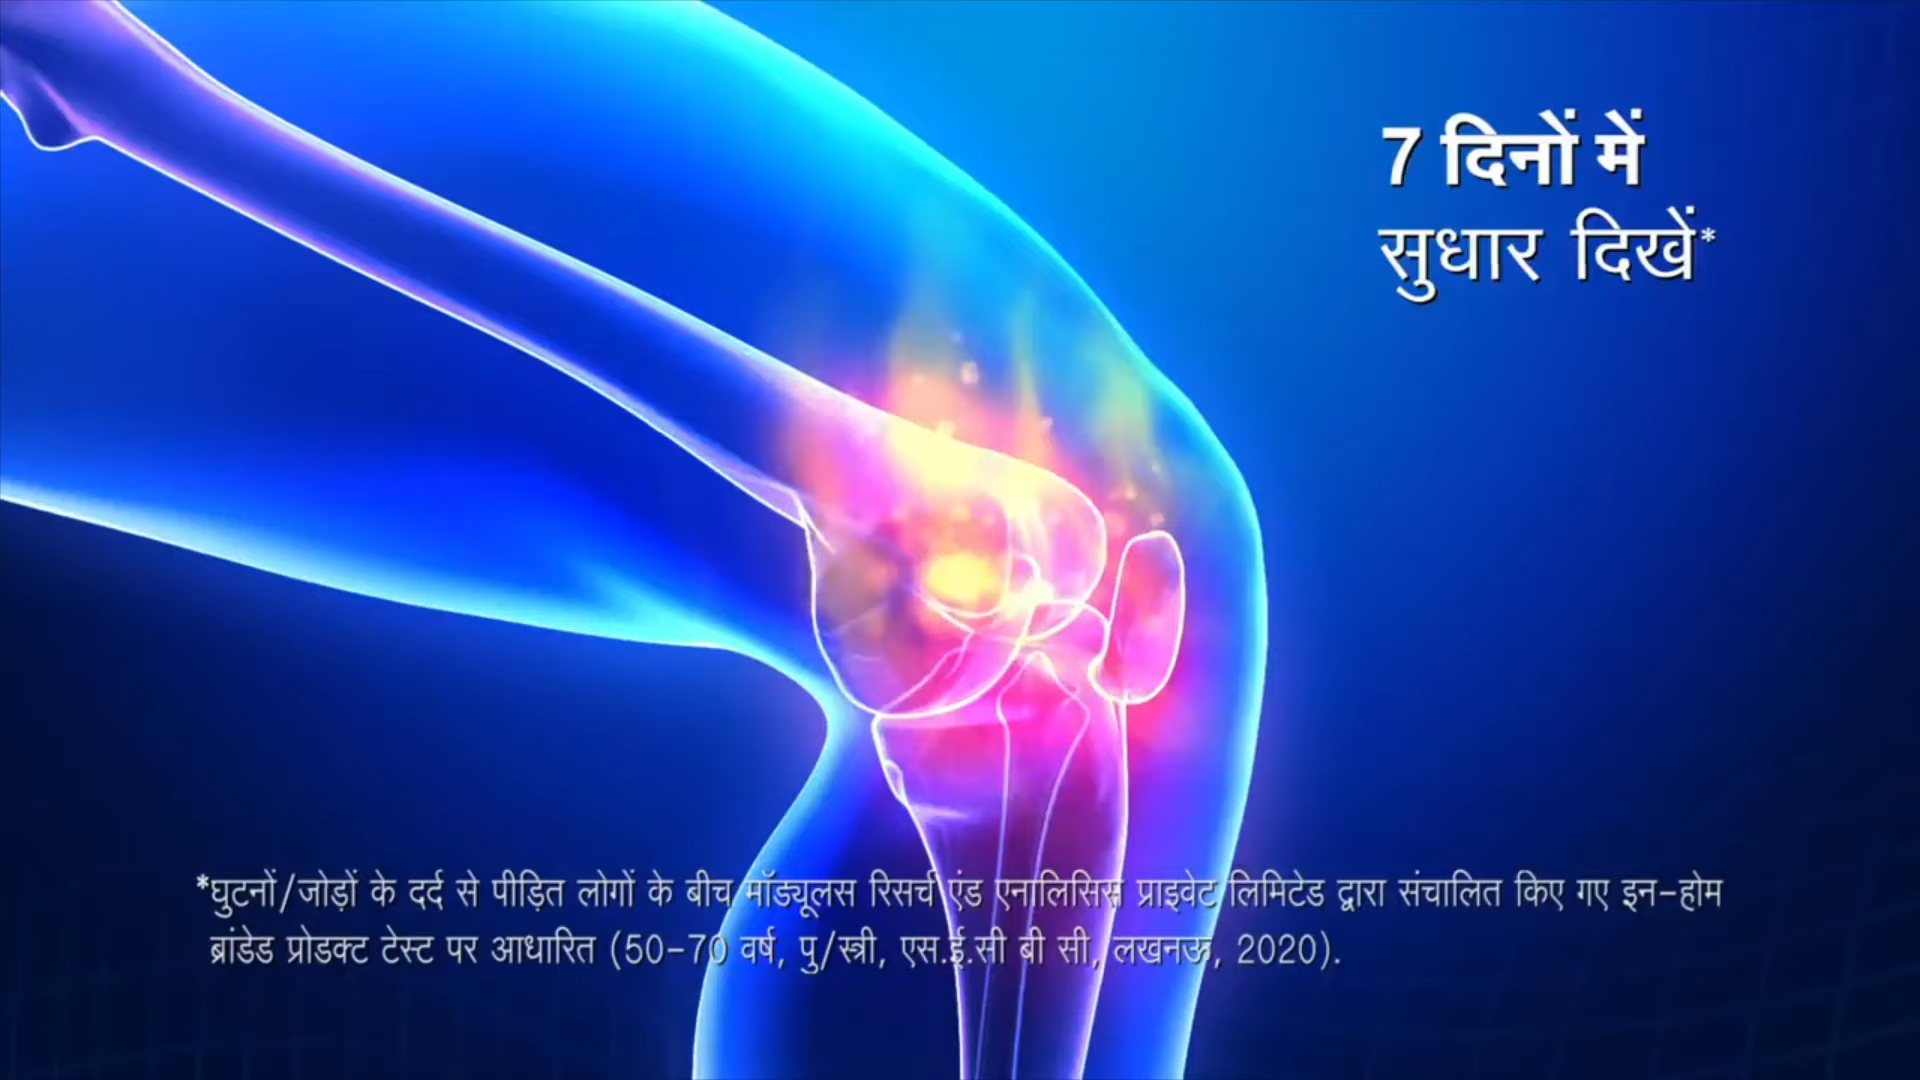 7 दिनों में
सुधार दिखें*
*घुटनों/जोड़ों के दर्द से पीड़ित लोगों के बीच मॉड्यूलस रिसर्च एंड एनालिसिस प्राइवेट लिमिटेड द्वारा संचालित किए गए इन-होम
ब्रांडेड प्रोडक्ट टेस्ट पर आधारित (50-70 वर्ष, पु/स्त्री, एस.ई.सी बी सी, लखनऊ, 2020).